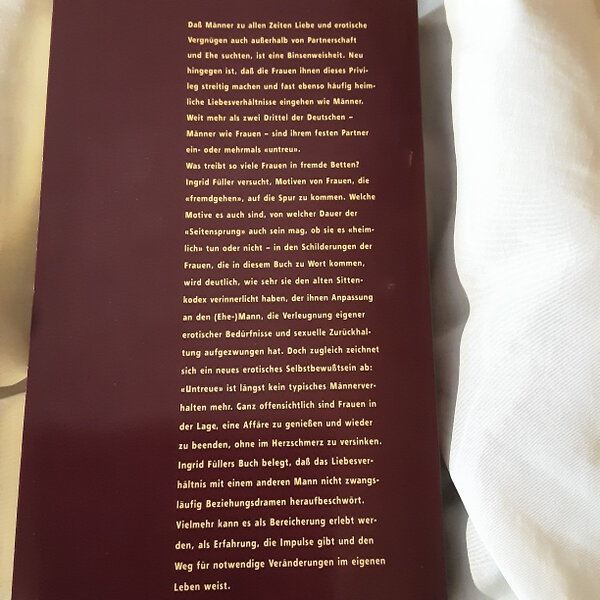 Daß Männer zu allen Zeiten Liebe und erotische
Vergnügen auch außerhalb von Partnerschaft
und Ehe suchten, ist eine Binsenweisheit. Neu
hingegen ist, daß die Frauen ihnen dieses Privi-
leg streitig machen und fast ebenso häufig heim-
liche Liebesverhältnisse eingehen wie Männer.
Weit mehr als zwei Drittel der Deutschen –
Männer wie Frauen – sind ihrem festen Partner
ein- oder mehrmals «untreu».
Was treibt so viele Frauen in fremde Betten?
Ingrid Füller versucht, Motiven von Frauen, die
«fremdgehen», auf die Spur zu kommen. Welche
Motive es auch sind, von welcher Dauer der
«Seitensprung» auch sein mag, ob sie es «heim-
lich» tun oder nicht – in den Schilderungen der
Frauen, die in diesem Buch zu Wort kommen,
wird deutlich, wie sehr sie den alten Sitten-
kodex verinnerlicht haben, der ihnen Anpassung
an den (Ehe-)Mann, die Verleugnung eigener
erotischer Bedürfnisse und sexuelle Zurückhal-
tung aufgezwungen hat. Doch zugleich zeichnet
sich ein neues erotisches Selbstbewußtsein ab:
«Untreue» ist längst kein typisches Männerver-
halten mehr. Ganz offensichtlich sind Frauen in
der Lage, eine Affäre zu genießen und wieder
zu beenden, ohne im Herzschmerz zu versinken.
Ingrid Füllers Buch belegt, daß das Liebesver-
hältnis mit einem anderen Mann nicht zwangs-
läufig Beziehungsdramen heraufbeschwört.
Vielmehr kann es als Bereicherung erlebt wer-
den, als Erfahrung, die Impulse gibt und den
Weg für notwendige Veränderungen im eigenen
Leben weist.